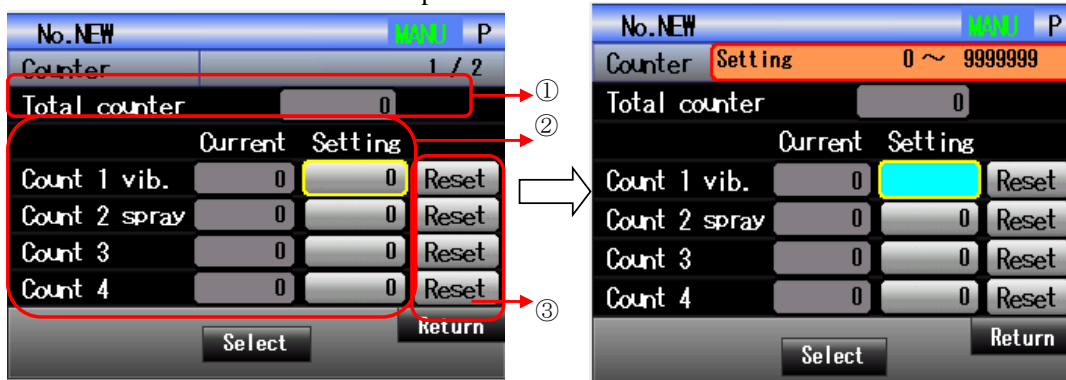 No.NEW MANU P
Counter 1 / 2
Total counter 0
①
②
Current Setting
Count 1 vib. 0 0 Reset
Count 2 spray 0 0 Reset
Count 3 0 0 Reset
Count 4 0 0 Reset
③
Select Return
No.NEW MANU P
Counter Setting 0～ 9999999
Total counter 0
Current Setting
Count 1 vib. 0 Reset
Count 2 spray 0 0 Reset
Count 3 0 0 Reset
Count 4 0 0 Reset
Select Return